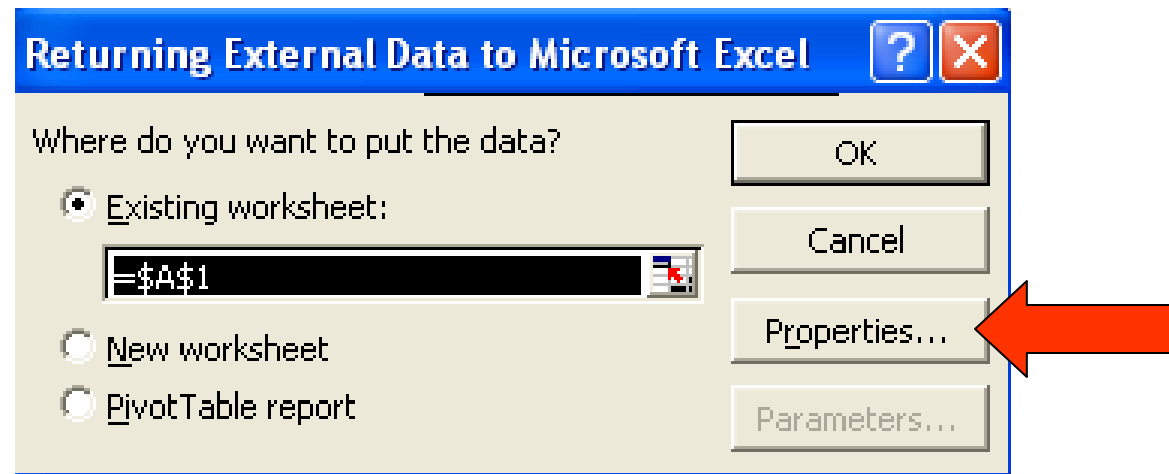 Returning External Data to Microsoft Excel
Where do you want to put the data?
OK
Existing worksheet:
Cancel
=$A$1
Properties...
New worksheet
PivotTable report
Parameters...